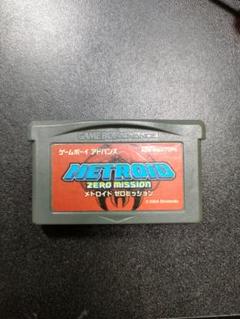 GAME BOY ADVANCE
ゲームボーイ アドバンス
METROID
ZERO MISSION
メトロイド ゼロミッション
© 2004 Nintendo